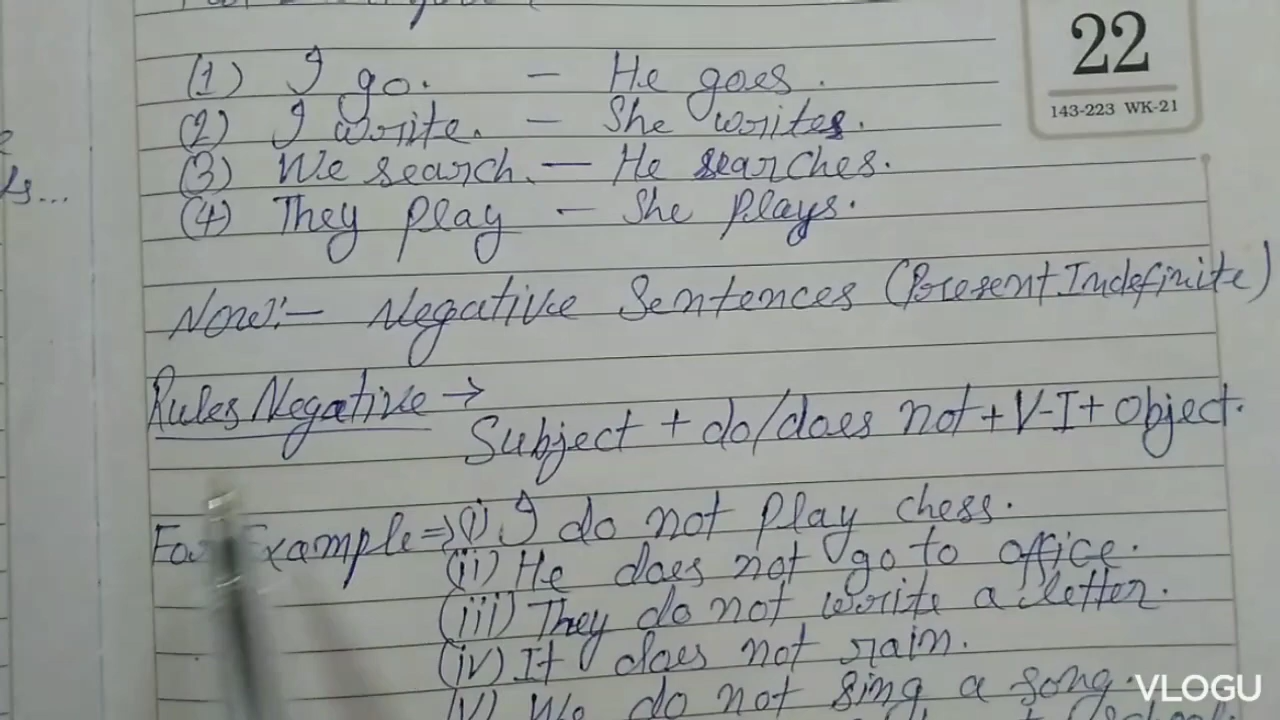 22
143-223 WK-21
(1) I go. – He goes.
(2) I write. – She writes.
(3) We search. – He searches.
(4) They play – She plays.
Now:- Negative Sentences (Present Indefinite)
Rules Negative →
Subject + do/does not + V-I + Object.
For Example ⇒ (i) I do not play chess.
(ii) He does not go to office.
(iii) They do not write a letter.
(iv) It does not rain.
(v) We do not sing a song.
VLOGU